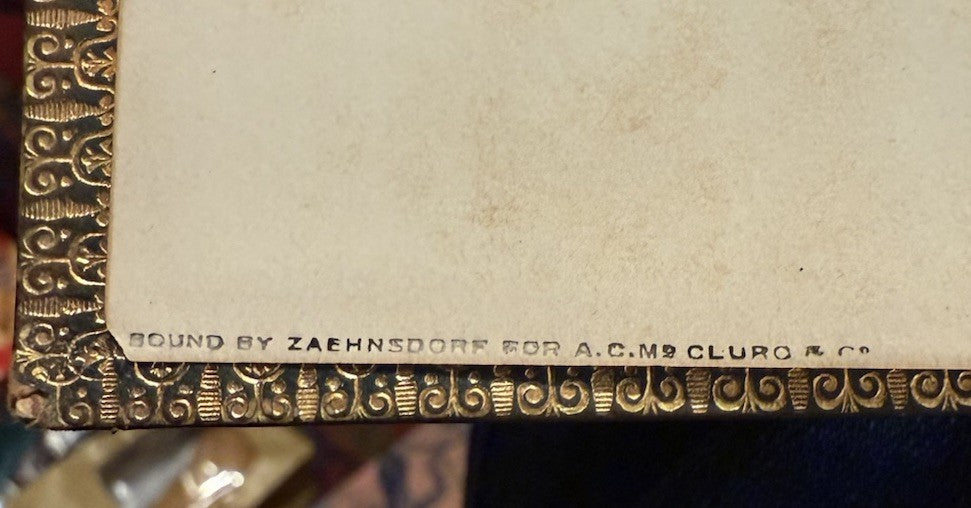 BOUND BY ZAEHNSDORF FOR A.C.Mc CLURG & Co